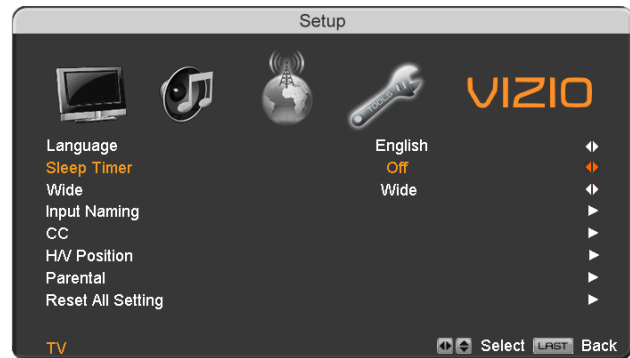 Setup
TOOLS
VIZIO
Language English
Sleep Timer Off
Wide Wide
Input Naming
CC
H/V Position
Parental
Reset All Setting
TV Select LAST Back